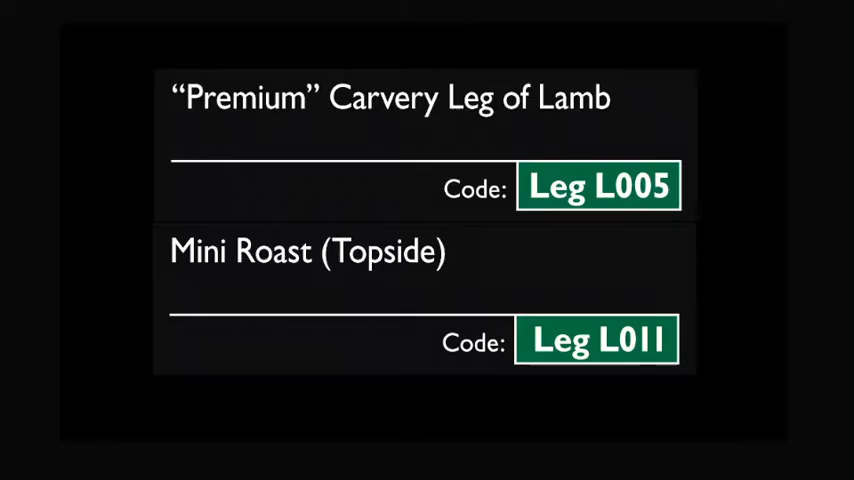 “Premium” Carvery Leg of Lamb
Code: Leg L005
Mini Roast (Topside)
Code: Leg L011